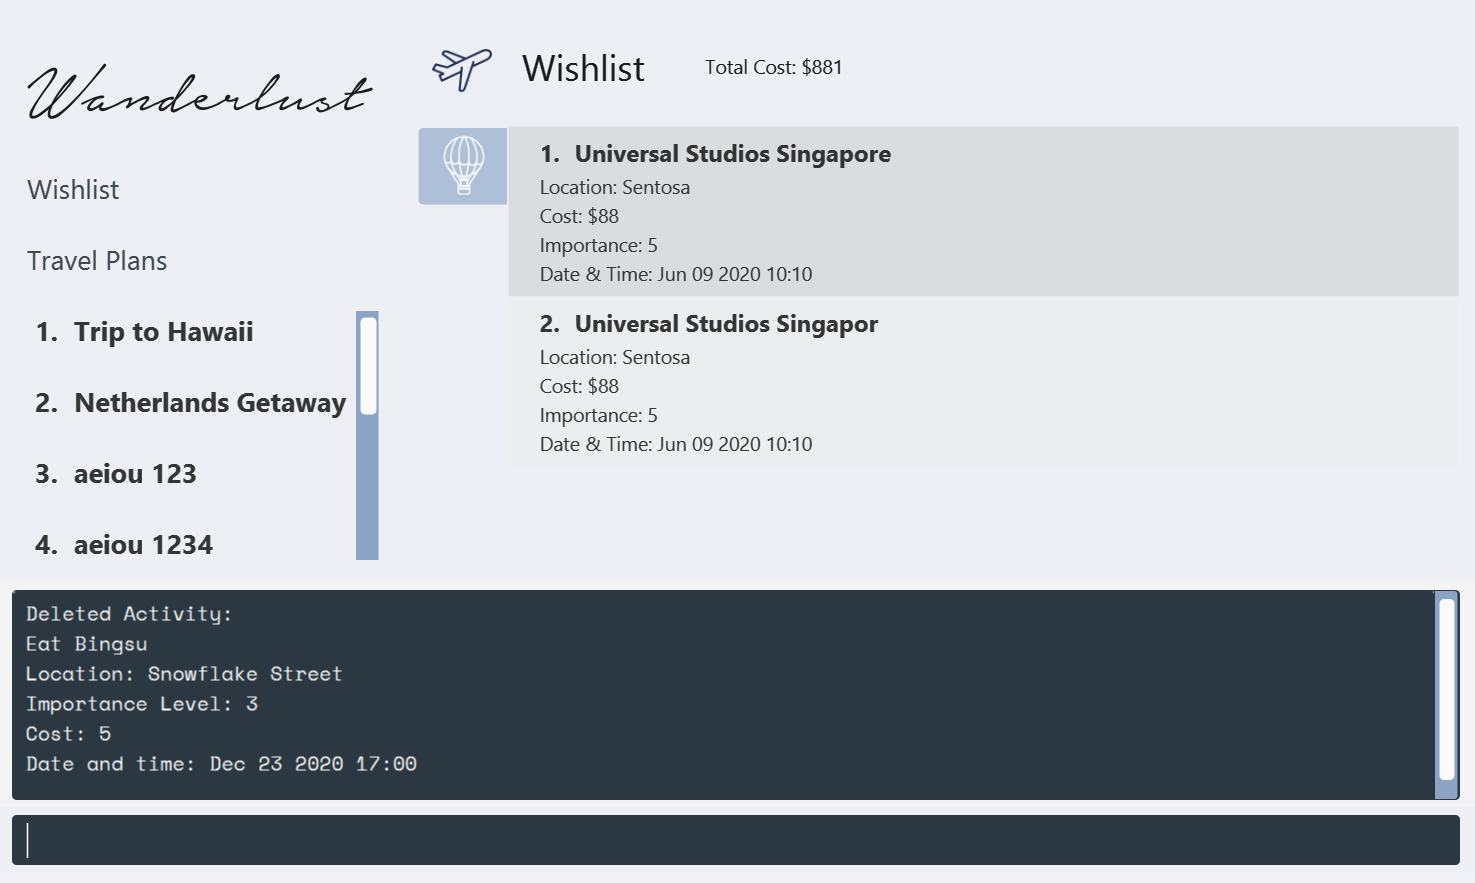 Wanderlust
Wishlist
Travel Plans
1. Trip to Hawaii
2. Netherlands Getaway
3. aeiou 123
4. aeiou 1234
Wishlist
Total Cost: $881
1. Universal Studios Singapore
Location: Sentosa
Cost: $88
Importance: 5
Date & Time: Jun 09 2020 10:10
2. Universal Studios Singapor
Location: Sentosa
Cost: $88
Importance: 5
Date & Time: Jun 09 2020 10:10
Deleted Activity:
Eat Bingsu
Location: Snowflake Street
Importance Level: 3
Cost: 5
Date and time: Dec 23 2020 17:00